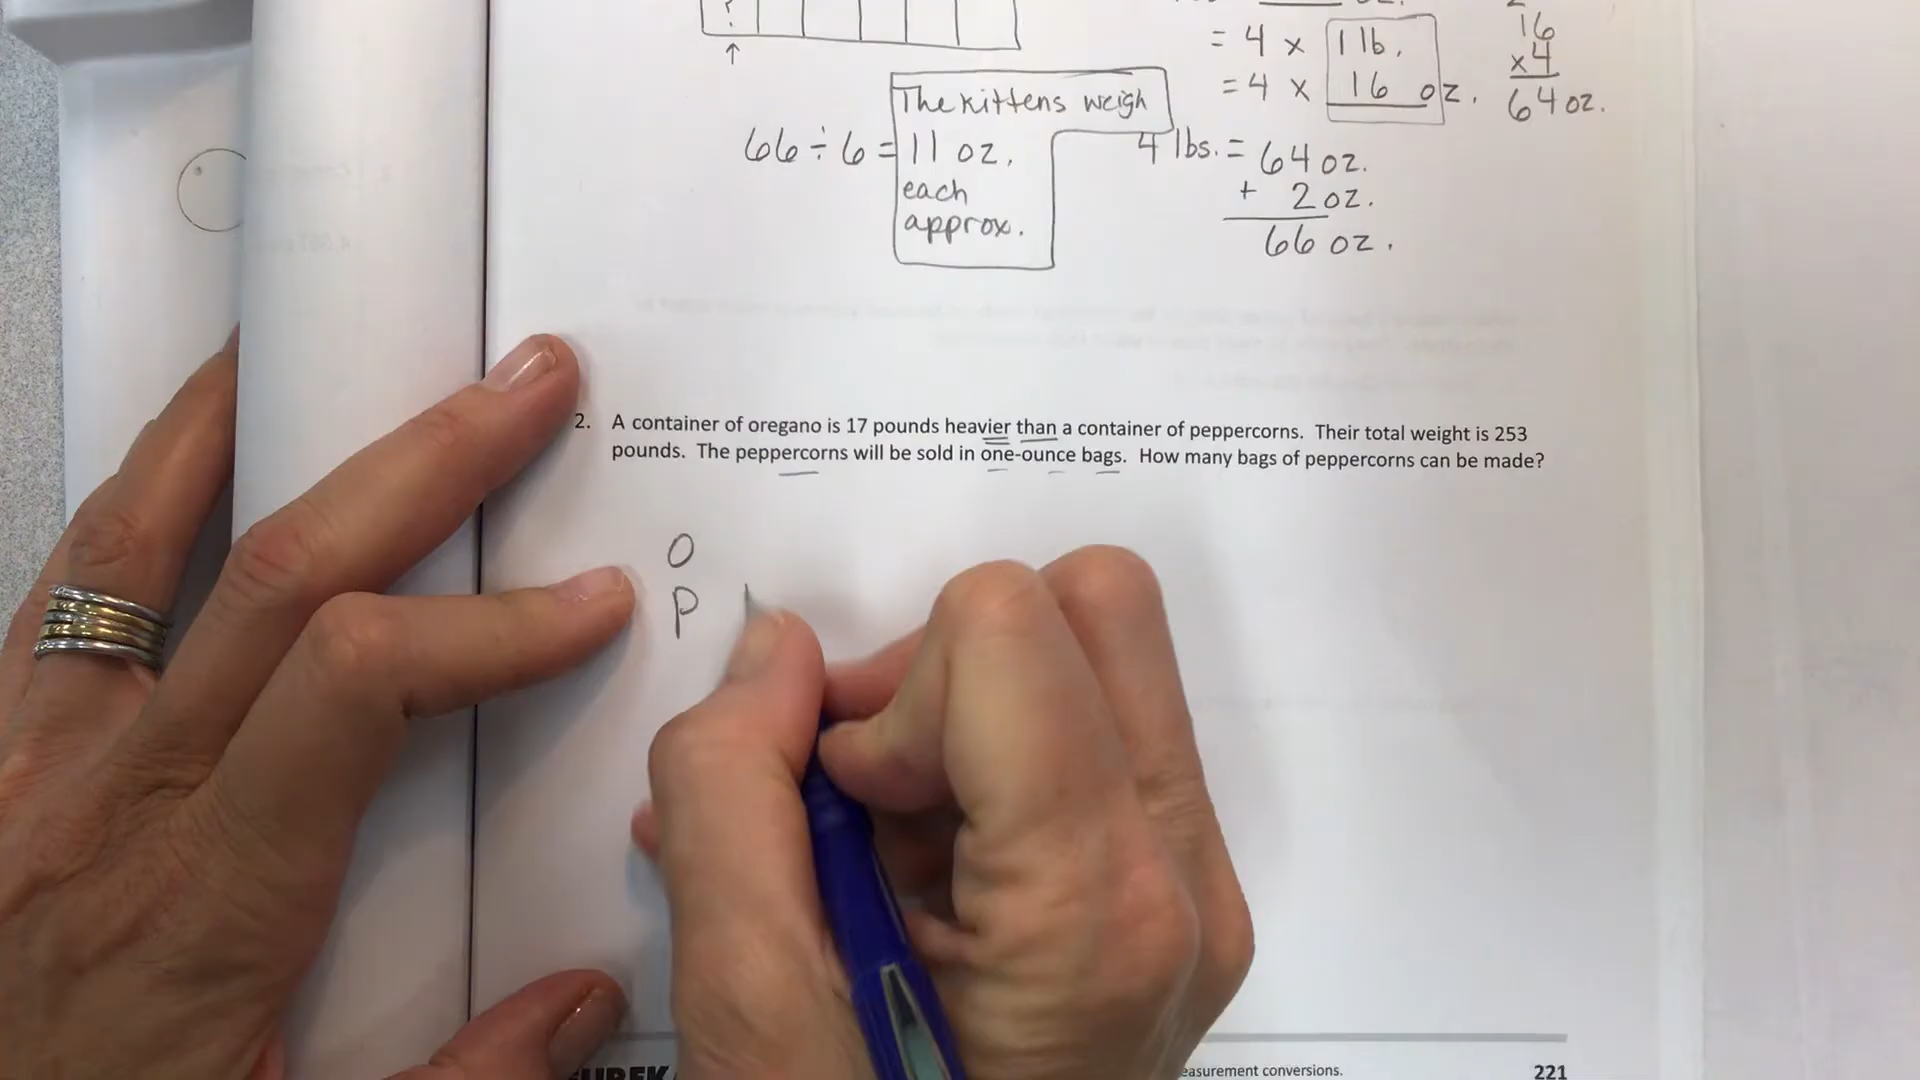 ?
↑
= 4 x 1 lb.
= 4 x 16 oz.
16
x4
64 oz.
The kittens weigh
66 ÷ 6 = 11 oz.
each
approx.
4 lbs. = 64 oz.
+ 2 oz.
66 oz.
2. A container of oregano is 17 pounds heavier than a container of peppercorns. Their total weight is 253
pounds. The peppercorns will be sold in one-ounce bags. How many bags of peppercorns can be made?
O
P
easurement conversions.
221